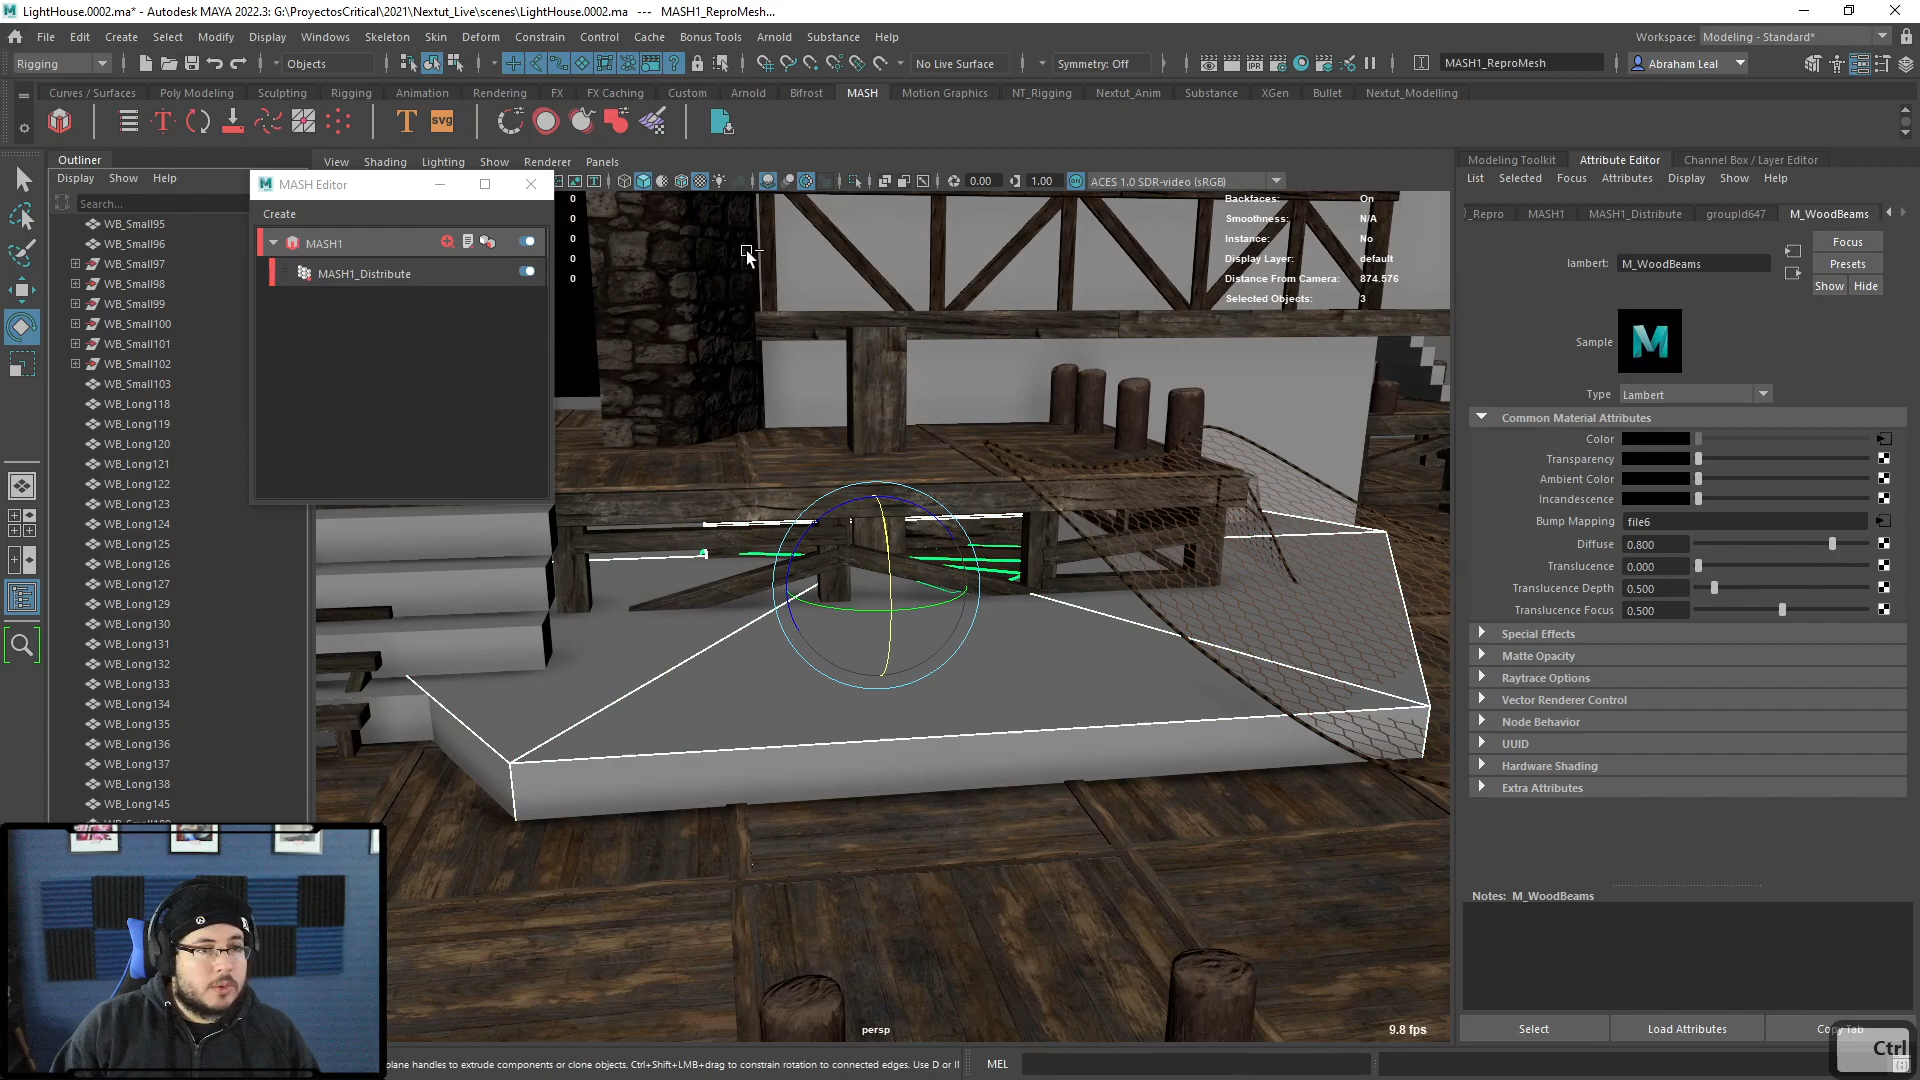 LightHouse.0002.ma* - Autodesk MAYA 2022.3: G:\ProyectosCritical\2021\Nextut_Live\scenes\LightHouse.0002.ma --- MASH1_ReproMesh...
File Edit Create Select Modify Display Windows Skeleton Skin Deform Constrain Control Cache Bonus Tools Arnold Substance Help Workspace: Modeling - Standard*
Rigging Objects No Live Surface Symmetry: Off MASH1_ReproMesh Abraham Leal
Curves / Surfaces Poly Modeling Sculpting Rigging Animation Rendering FX FX Caching Custom Arnold Bifrost MASH Motion Graphics NT_Rigging Nextut_Anim Substance XGen Bullet Nextut_Modelling
T T svg
Outliner
Display Show Help
Search...
WB_Small95
WB_Small96
WB_Small97
WB_Small98
WB_Small99
WB_Small100
WB_Small101
WB_Small102
WB_Small103
WB_Long118
WB_Long119
WB_Long120
WB_Long121
WB_Long122
WB_Long123
WB_Long124
WB_Long125
WB_Long126
WB_Long127
WB_Long129
WB_Long130
WB_Long131
WB_Long132
WB_Long133
WB_Long134
WB_Long135
WB_Long136
WB_Long137
WB_Long138
WB_Long145
MASH Editor
Create
MASH1
MASH1_Distribute
View Shading Lighting Show Renderer Panels
0.00 1.00 ACES 1.0 SDR-video (sRGB)
0 Backfaces: On
0 Smoothness: N/A
0 Instance: No
0 Display Layer: default
0 Distance From Camera: 874.576
Selected Objects: 3
persp
9.8 fps
Modeling Toolkit Attribute Editor Channel Box / Layer Editor
List Selected Focus Attributes Display Show Help
_Repro MASH1 MASH1_Distribute groupId647 M_WoodBeams
lambert: M_WoodBeams
Focus
Presets
Show Hide
Sample
M
Type Lambert
Common Material Attributes
Color
Transparency
Ambient Color
Incandescence
Bump Mapping file6
Diffuse 0.800
Translucence 0.000
Translucence Depth 0.500
Translucence Focus 0.500
Special Effects
Matte Opacity
Raytrace Options
Vector Renderer Control
Node Behavior
UUID
Hardware Shading
Extra Attributes
Notes: M_WoodBeams
Select Load Attributes Copy Tab
Ctrl
plane handles to extrude components or clone objects. Ctrl+Shift+LMB+drag to constrain rotation to connected edges. Use D or II
MEL